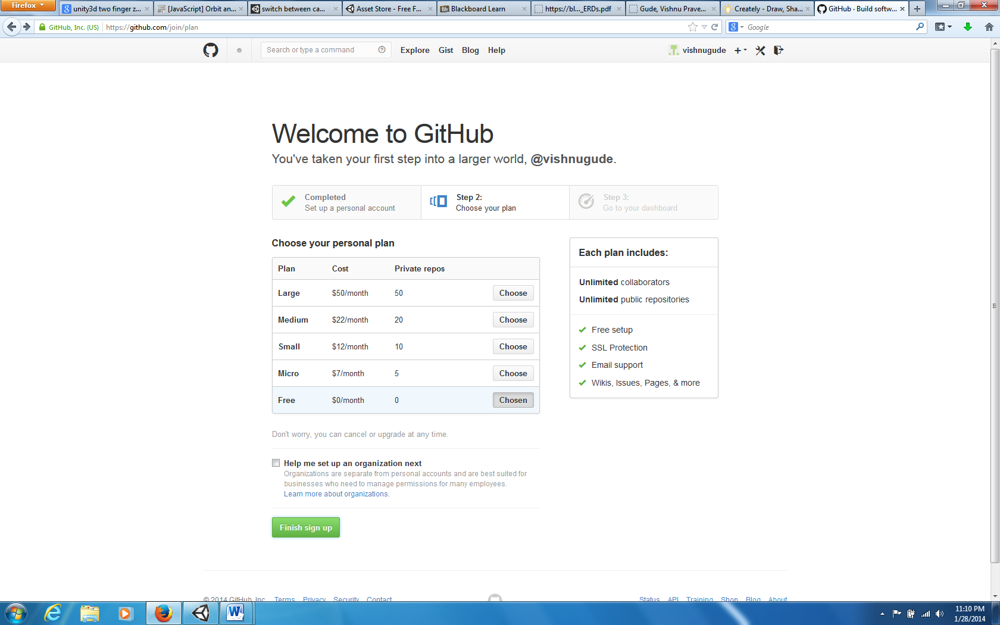 Firefox
unity3d two finger z...
[JavaScript] Orbit an...
switch between ca...
Asset Store - Free F...
Bb Blackboard Learn
https://bl..._ERDs.pdf
Gude, Vishnu Prave...
Creately - Draw, Sha...
GitHub · Build softw...
GitHub, Inc. (US) https://github.com/join/plan
Google
Search or type a command
Explore Gist Blog Help
vishnugude
Welcome to GitHub
You've taken your first step into a larger world, @vishnugude.
Completed
Set up a personal account
Step 2:
Choose your plan
Step 3:
Go to your dashboard
Choose your personal plan
Plan Cost Private repos
Large $50/month 50 Choose
Medium $22/month 20 Choose
Small $12/month 10 Choose
Micro $7/month 5 Choose
Free $0/month 0 Chosen
Each plan includes:
Unlimited collaborators
Unlimited public repositories
Free setup
SSL Protection
Email support
Wikis, Issues, Pages, & more
Don't worry, you can cancel or upgrade at any time.
Help me set up an organization next
Organizations are separate from personal accounts and are best suited for
businesses who need to manage permissions for many employees.
Learn more about organizations.
Finish sign up
© 2014 GitHub, Inc. Terms Privacy Security Contact
Status API Training Shop Blog About
11:10 PM
1/28/2014